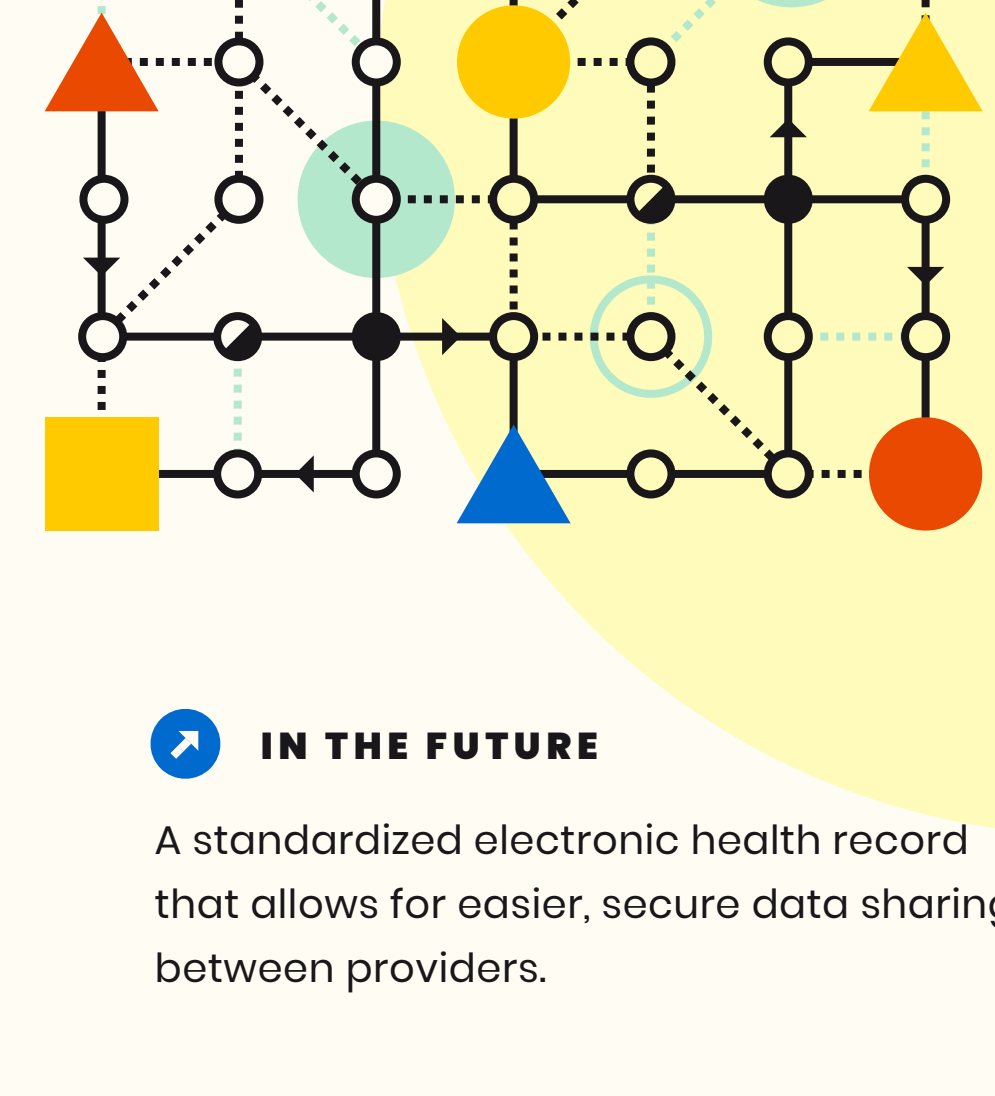 IN THE FUTURE
A standardized electronic health record
that allows for easier, secure data sharing
between providers.